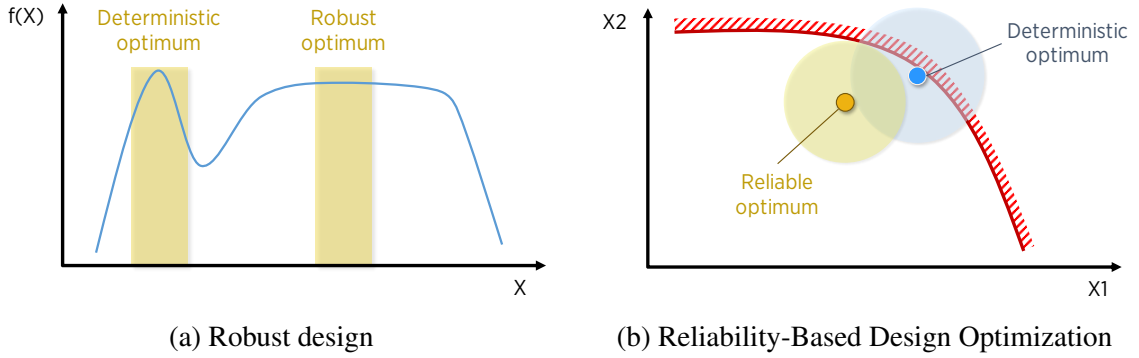 f(X)
Deterministic
optimum
Robust
optimum
X
(a) Robust design
X2
Deterministic
optimum
Reliable
optimum
X1
(b) Reliability-Based Design Optimization